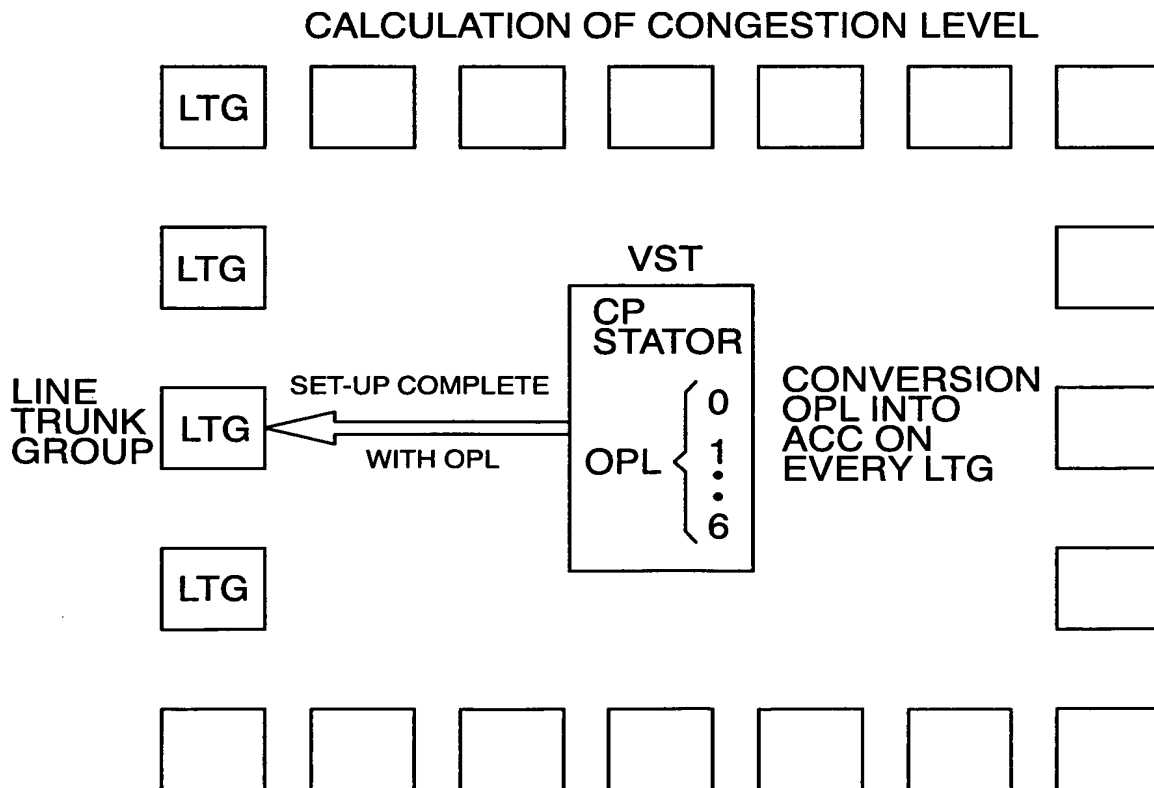 CALCULATION OF CONGESTION LEVEL
LTG
LTG
VST
CP
STATOR
LINE
TRUNK
GROUP
LTG
SET-UP COMPLETE
WITH OPL
OPL
0
1
6
CONVERSION
OPL INTO
ACC ON
EVERY LTG
LTG